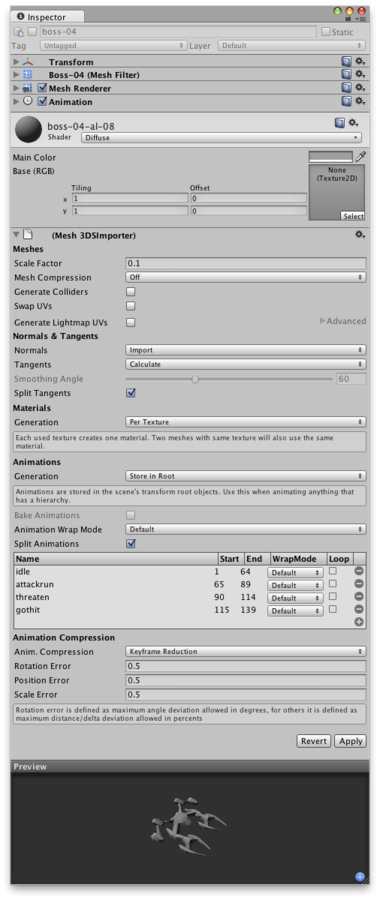 Inspector
boss-04
Static
Tag Untagged Layer Default
Transform
Boss-04 (Mesh Filter)
Mesh Renderer
Animation
boss-04-al-08
Shader Diffuse
Main Color
Base (RGB)
None
(Texture2D)
Tiling Offset
x 1 0
y 1 0
Select
(Mesh 3DSImporter)
Meshes
Scale Factor 0.1
Mesh Compression Off
Generate Colliders
Swap UVs
Generate Lightmap UVs Advanced
Normals & Tangents
Normals Import
Tangents Calculate
Smoothing Angle 60
Split Tangents
Materials
Generation Per Texture
Each used texture creates one material. Two meshes with same texture will also use the same
material.
Animations
Generation Store in Root
Animations are stored in the scene's transform root objects. Use this when animating anything that
has a hierarchy.
Bake Animations
Animation Wrap Mode Default
Split Animations
Name Start End WrapMode Loop
idle 1 64 Default
attackrun 65 89 Default
threaten 90 114 Default
gothit 115 139 Default
Animation Compression
Anim. Compression Keyframe Reduction
Rotation Error 0.5
Position Error 0.5
Scale Error 0.5
Rotation error is defined as maximum angle deviation allowed in degrees, for others it is defined as
maximum distance/delta deviation allowed in percents
Revert Apply
Preview